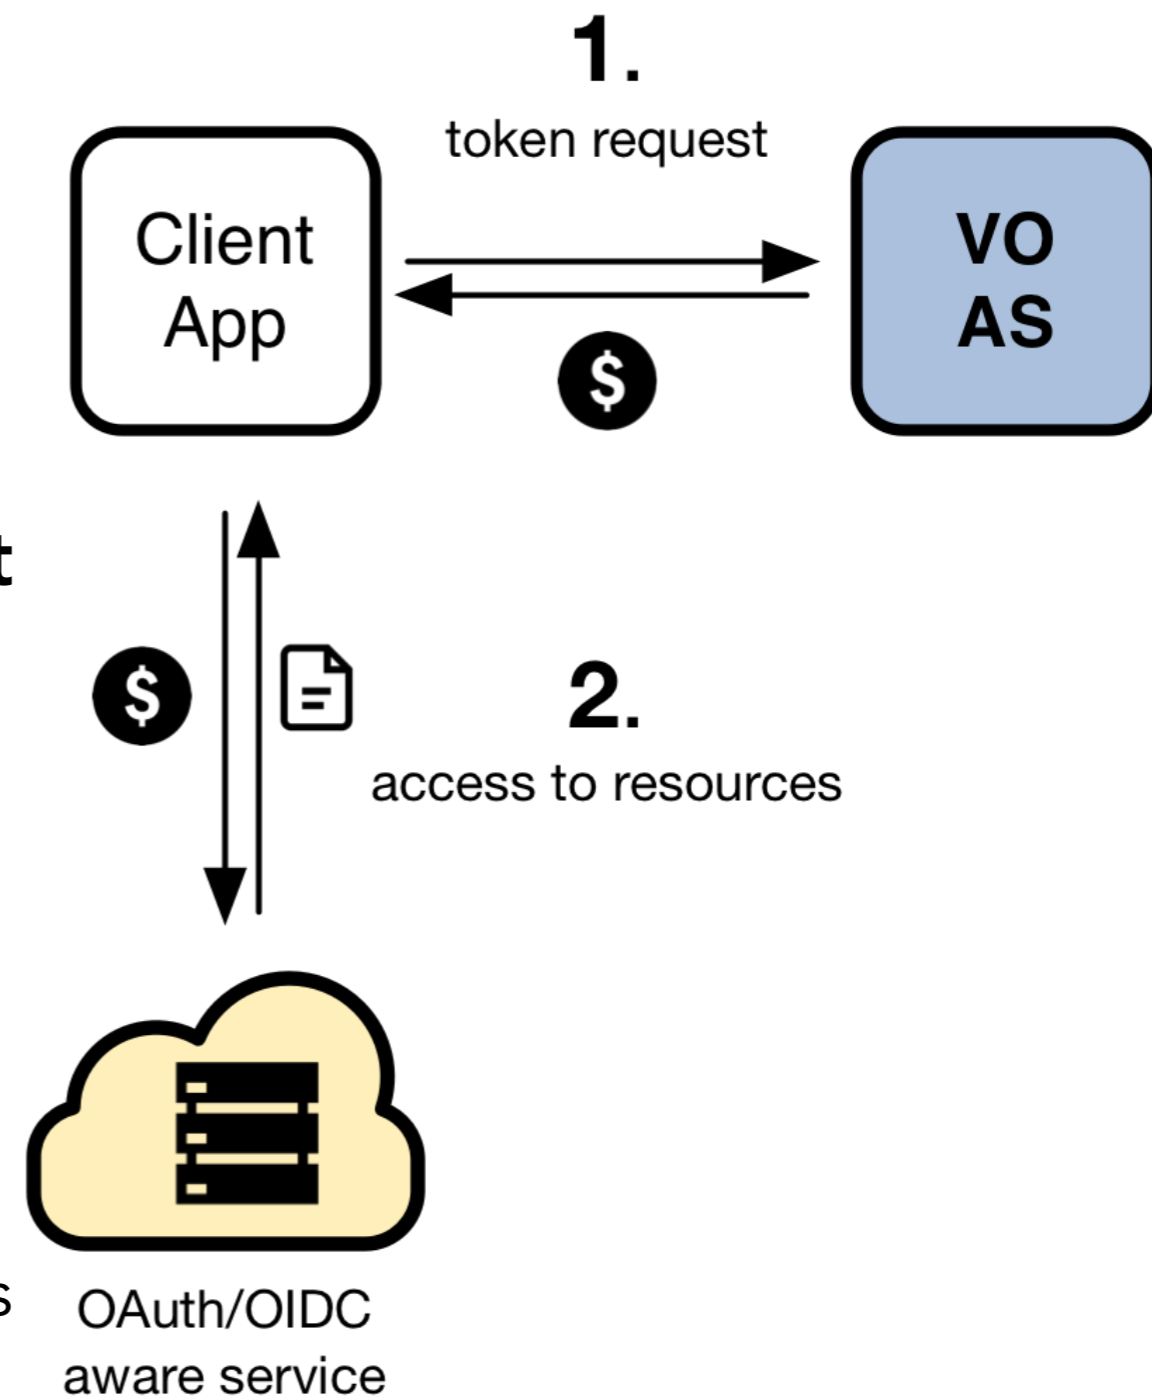 1.
token request
Client
App
VO
AS
$
t
$
2.
access to resources
s
OAuth/OIDC
aware service